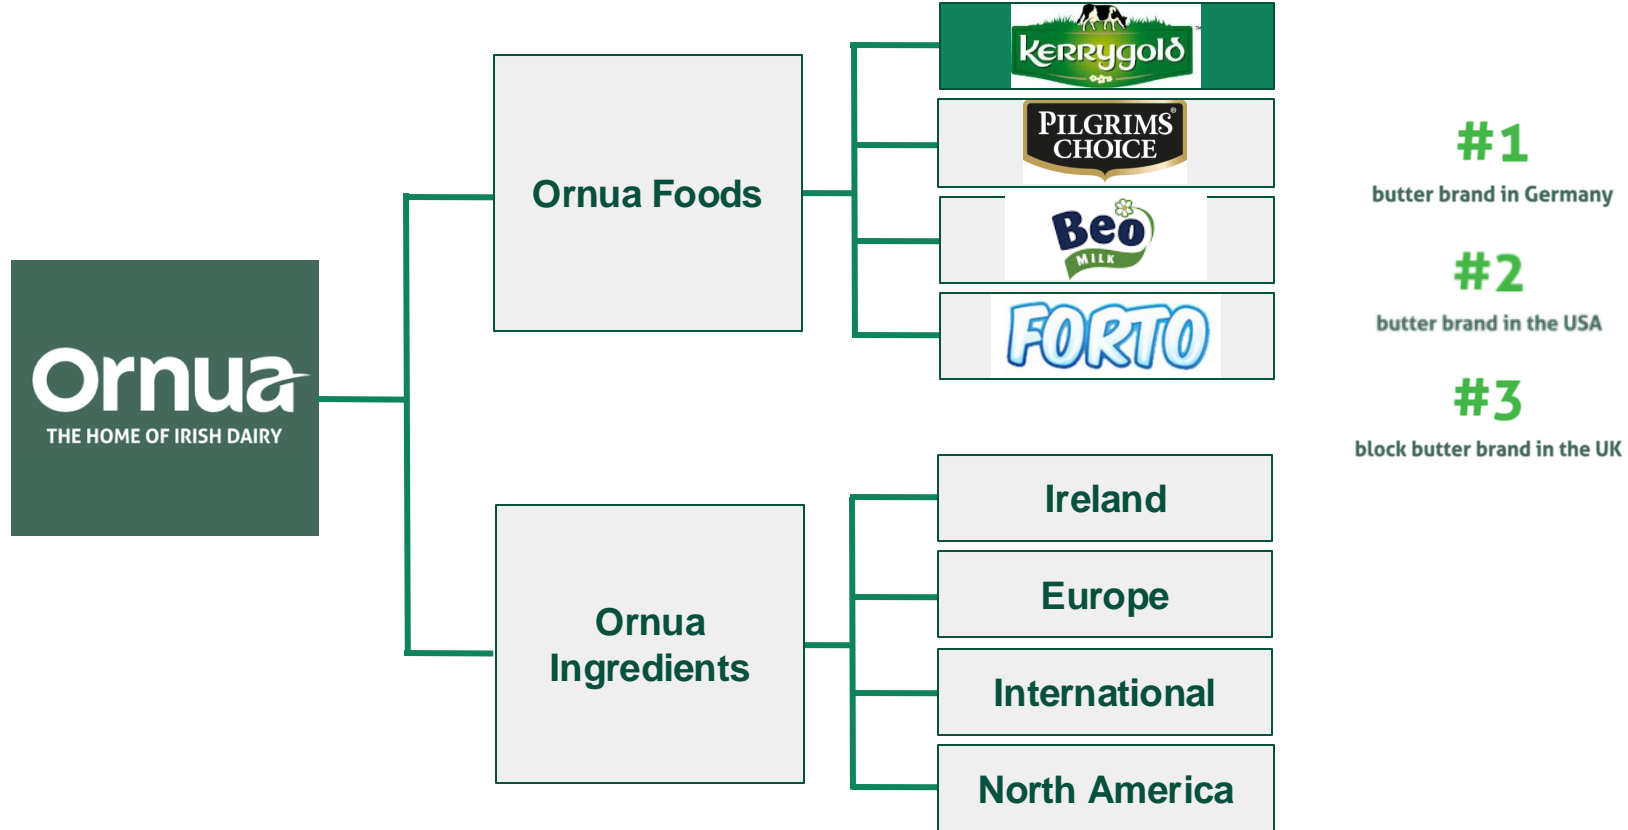 Ornua
THE HOME OF IRISH DAIRY
Ornua Foods
Kerrygold™
PILGRIMS®
CHOICE
Beo
MILK
FORTO
#1
butter brand in Germany
#2
butter brand in the USA
#3
block butter brand in the UK
Ornua
Ingredients
Ireland
Europe
International
North America